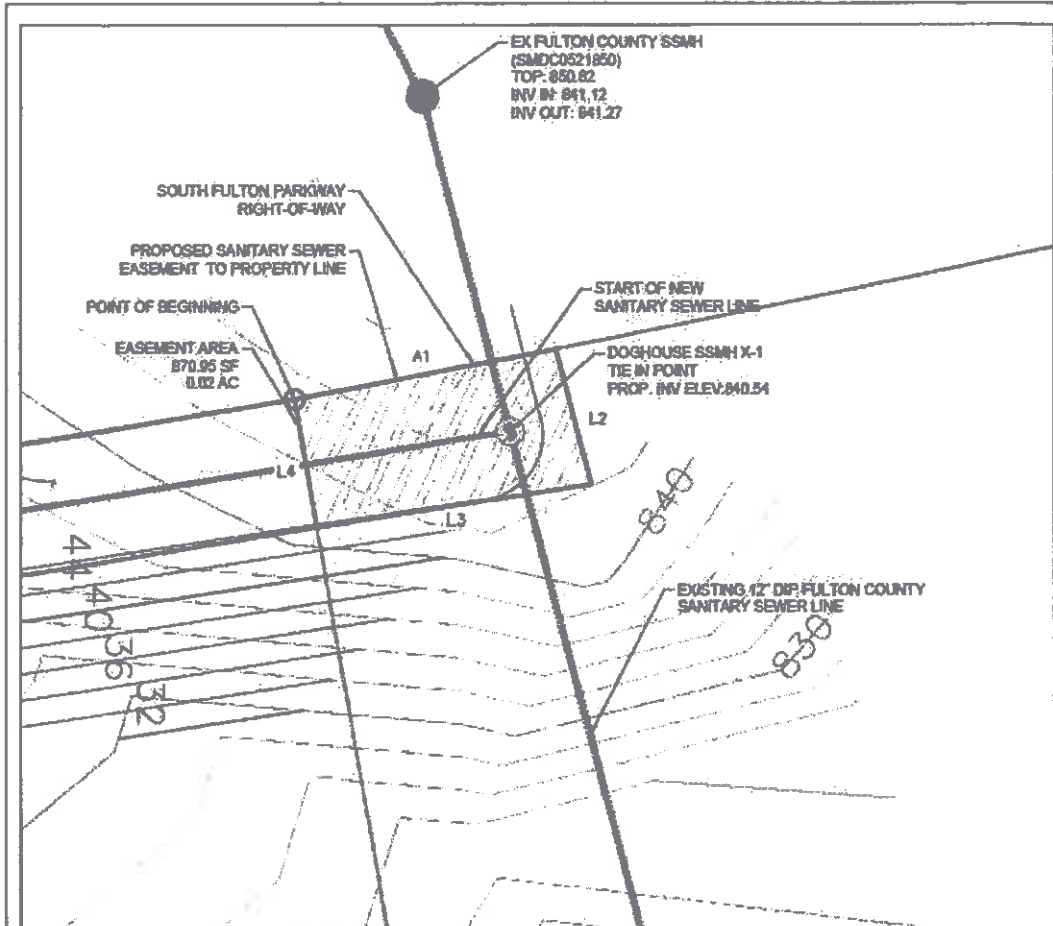 EX FULTON COUNTY SSMH
(SMDC0521850)
TOP: 850.82
INV IN: 841.12
INV OUT: 841.27
SOUTH FULTON PARKWAY
RIGHT-OF-WAY
PROPOSED SANITARY SEWER
EASEMENT TO PROPERTY LINE
POINT OF BEGINNING
START OF NEW
SANITARY SEWER LINE
EASEMENT AREA
870.95 SF
0.02 AC
A1
DOGHOUSE SSMH X-1
TIE IN POINT
PROP. INV ELEV:840.54
L2
L4
L3
840
44
40
36
32
EXISTING 12" DIP FULTON COUNTY
SANITARY SEWER LINE
830